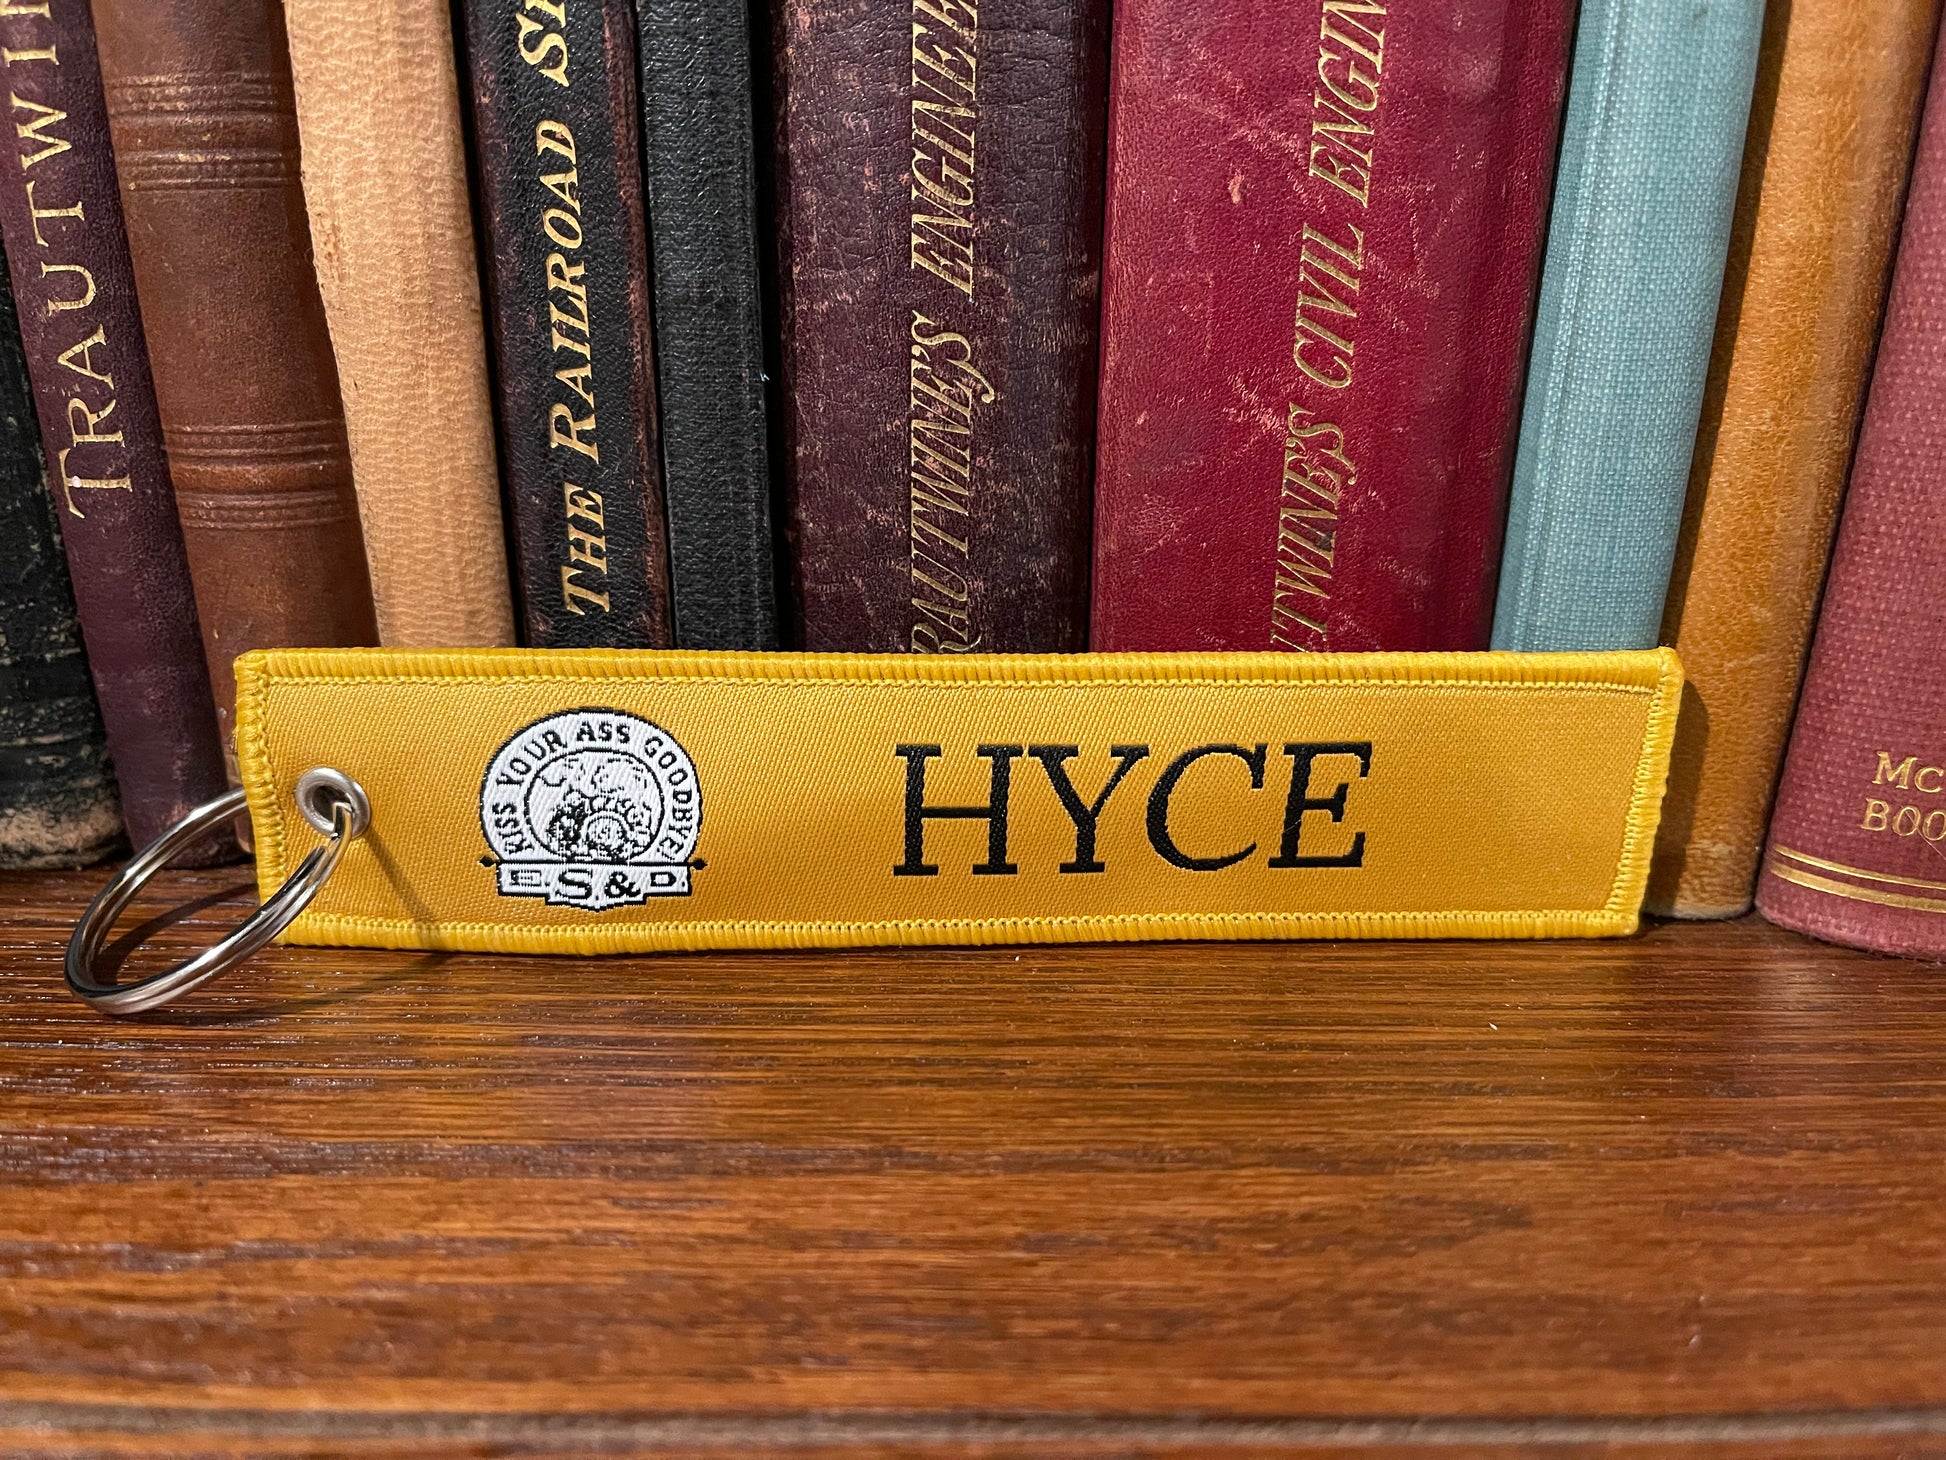 TRAUTWI
THE RAILROAD
RAUTWINE'S ENGINEE
TWINE'S CIVIL ENGIN
MC
BOO
KISS YOUR ASS GOODBYE!
E.S.&D.
HYCE